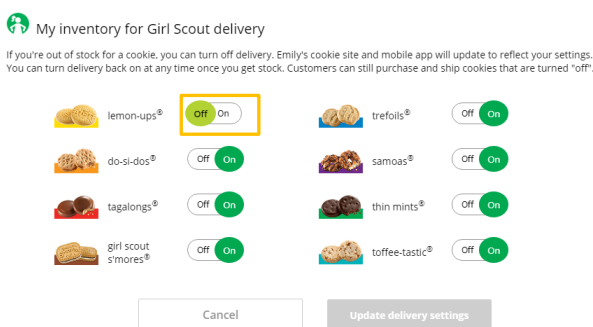 My inventory for Girl Scout delivery
If you're out of stock for a cookie, you can turn off delivery. Emily's cookie site and mobile app will update to reflect your settings.
You can turn delivery back on at any time once you get stock. Customers can still purchase and ship cookies that are turned "off".
lemon-ups® Off On
trefoils® Off On
do-si-dos® Off On
samoas® Off On
tagalongs® Off On
thin mints® Off On
girl scout
s'mores® Off On
toffee-tastic® Off On
Cancel
Update delivery settings